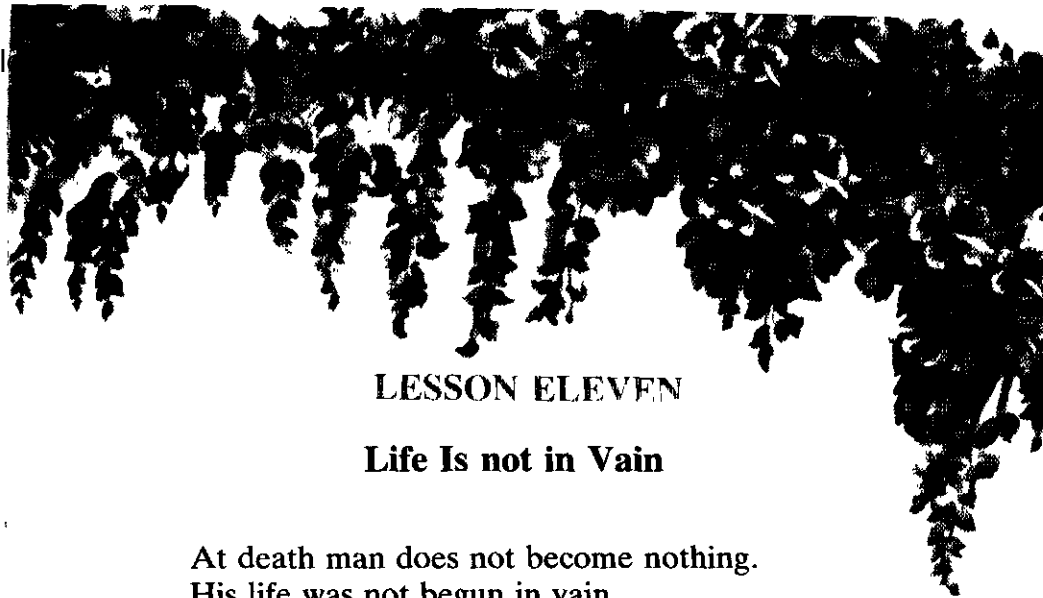 LESSON ELEVEN
Life Is not in Vain
At death man does not become nothing.
His life was not begun in vain